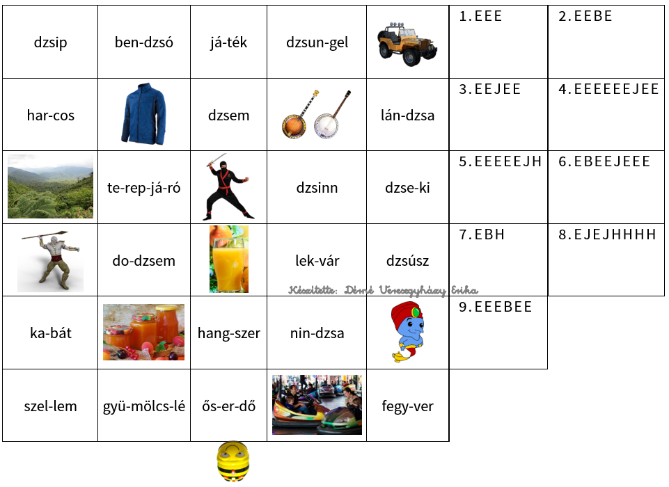 dzsip ben-dzsó já-ték dzsun-gel 1.EEE 2.EEBE
har-cos dzsem lán-dzsa 3.EEJEE 4.EEEEEEJEE
te-rep-já-ró dzsinn dzse-ki 5.EEEEEJH 6.EBEEJEEE
do-dzsem lek-vár dzsúsz 7.EBH 8.EJEJHHHH
Készítette: Dévné Veresegyházy Erika
ka-bát hang-szer nin-dzsa 9.EEEBEE
szel-lem gyü-mölcs-lé ős-er-dő fegy-ver